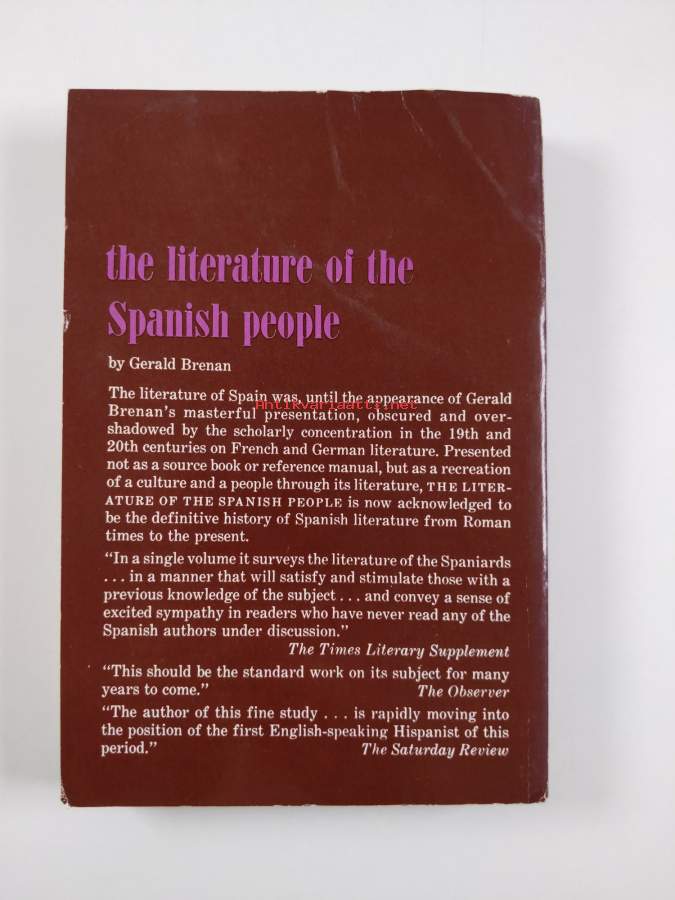 the literature of the
Spanish people
by Gerald Brenan
The literature of Spain was, until the appearance of Gerald
Antikvariaatti.net
Brenan's masterful presentation, obscured and over-
shadowed by the scholarly concentration in the 19th and
20th centuries on French and German literature. Presented
not as a source book or reference manual, but as a recreation
of a culture and a people through its literature, THE LITER-
ATURE OF THE SPANISH PEOPLE is now acknowledged to
be the definitive history of Spanish literature from Roman
times to the present.
"In a single volume it surveys the literature of the Spaniards
. . . in a manner that will satisfy and stimulate those with a
previous knowledge of the subject . . . and convey a sense of
excited sympathy in readers who have never read any of the
Spanish authors under discussion."
The Times Literary Supplement
"This should be the standard work on its subject for many
years to come." The Observer
"The author of this fine study . . . is rapidly moving into
the position of the first English-speaking Hispanist of this
period." The Saturday Review